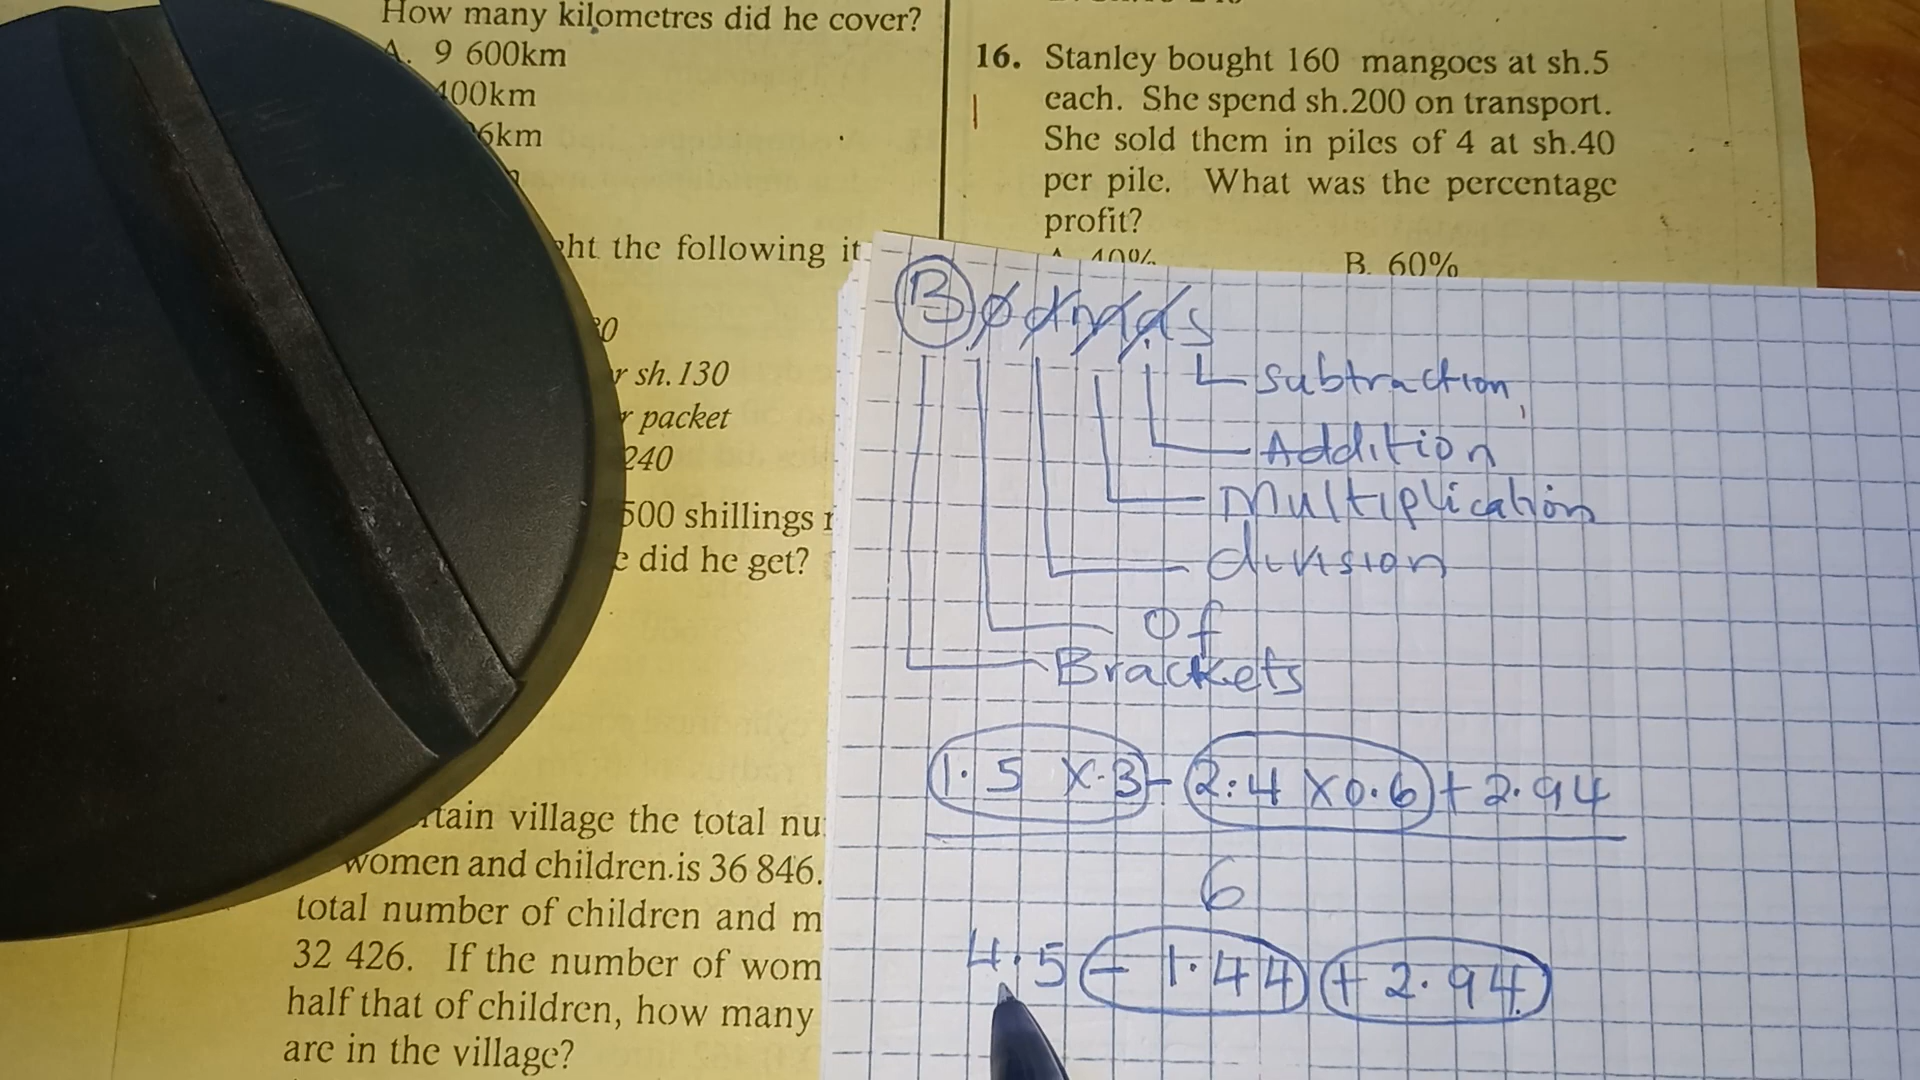 How many kilometres did he cover?
A. 9 600km
400km
6km
ht the following it
r sh.130
r packet
240
500 shillings
did he get?
tain village the total nu
women and children is 36 846.
total number of children and m
32 426. If the number of wom
half that of children, how many
are in the village?
16. Stanley bought 160 mangoes at sh.5
each. She spend sh.200 on transport.
She sold them in piles of 4 at sh.40
per pile. What was the percentage
profit?
A. 40% B. 60%
Bodmas
Subtraction
Addition
Multiplication
division
Of
Brackets
1.5 x 3 - 2.4 x 0.6 + 2.94
6
4.5 - 1.44 + 2.94